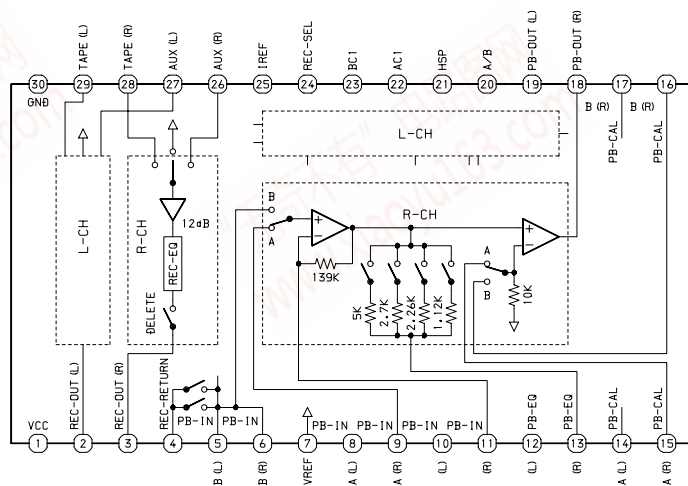 TAPE (L)
TAPE (R)
AUX (L)
AUX (R)
IREF
REC-SEL
BC1
AC1
HSP
A/B
PB-OUT (L)
PB-OUT (R)
30
29
28
27
26
25
24
23
22
21
20
19
18
17
16
GND
B (R)
B (R)
PB-CAL
PB-CAL
L-CH
L-CH
R-CH
12dB
REC-EQ
DELETE
B
A
R-CH
139K
5K
2.7K
2.26K
1.12K
A
B
10K
VCC
REC-OUT (L)
REC-OUT (R)
REC-RETURN
PB-IN
PB-IN
PB-IN
PB-IN
PB-IN
PB-IN
PB-EQ
PB-EQ
PB-CAL
PB-CAL
1
2
3
4
5
6
7
8
9
10
11
12
13
14
15
B (L)
B (R)
VREF
A (L)
A (R)
(L)
(R)
(L)
(R)
A (L)
A (R)